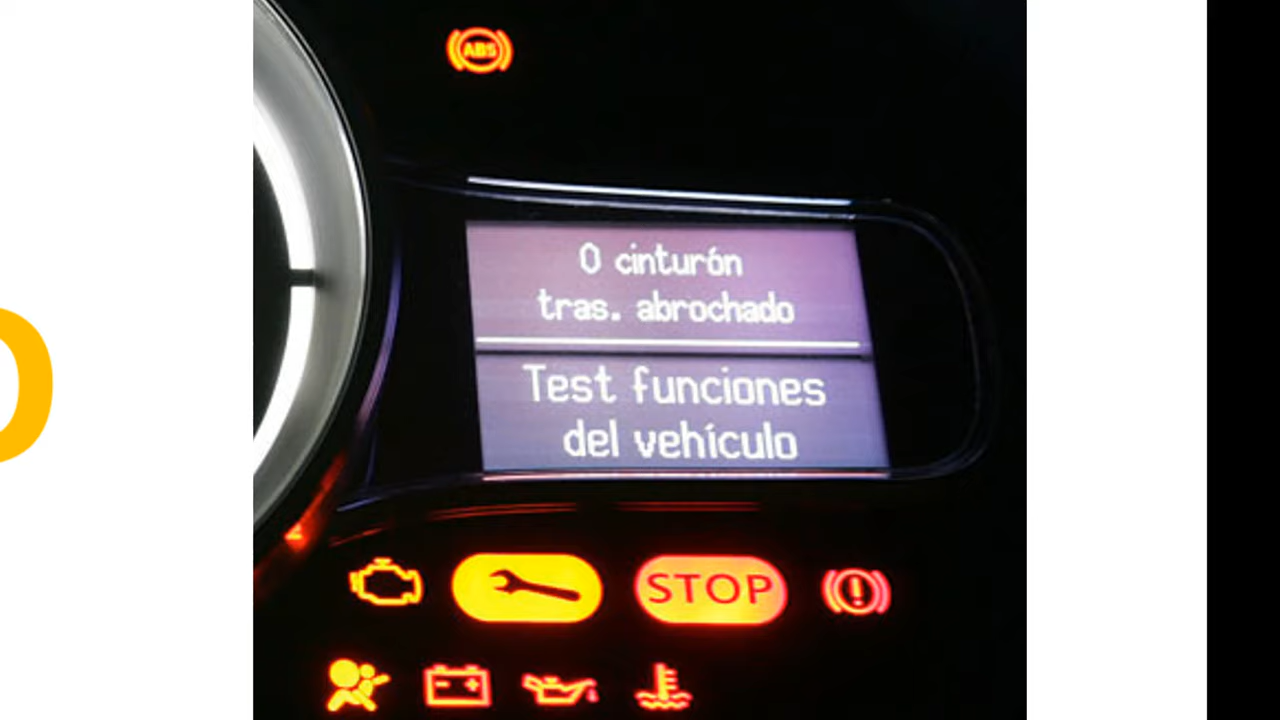 ABS
0 cinturón
tras. abrochado
Test funciones
del vehículo
STOP